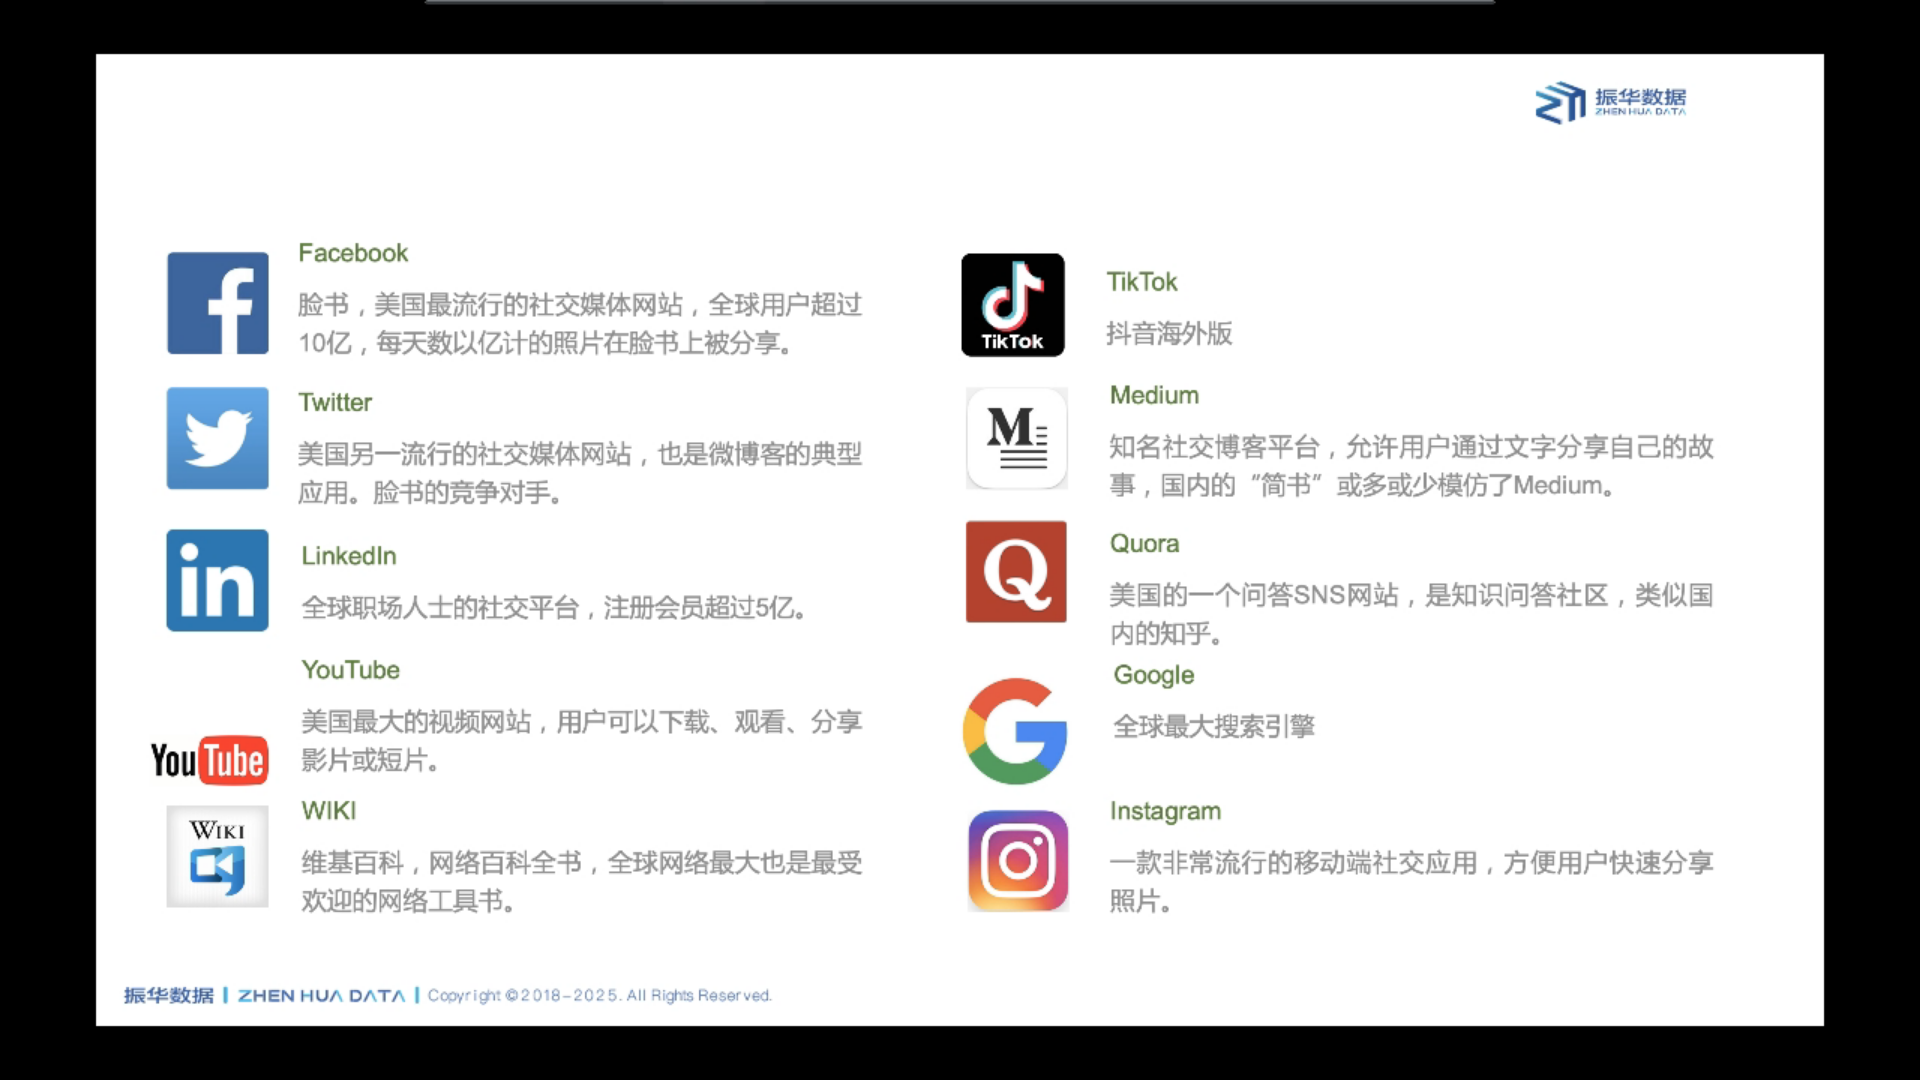 振华数据
ZHEN HUA DATA
Facebook
脸书，美国最流行的社交媒体网站，全球用户超过
10亿，每天数以亿计的照片在脸书上被分享。
Twitter
美国另一流行的社交媒体网站，也是微博客的典型
应用。脸书的竞争对手。
in
LinkedIn
全球职场人士的社交平台，注册会员超过5亿。
YouTube
YouTube
美国最大的视频网站，用户可以下载、观看、分享
影片或短片。
WIKI
WIKI
维基百科，网络百科全书，全球网络最大也是最受
欢迎的网络工具书。
TikTok
TikTok
抖音海外版
M
Medium
知名社交博客平台，允许用户通过文字分享自己的故
事，国内的“简书”或多或少模仿了Medium。
Q
Quora
美国的一个问答SNS网站，是知识问答社区，类似国
内的知乎。
Google
全球最大搜索引擎
Instagram
一款非常流行的移动端社交应用，方便用户快速分享
照片。
振华数据 | ZHEN HUA DATA | Copyright ©2018-2025. All Rights Reserved.